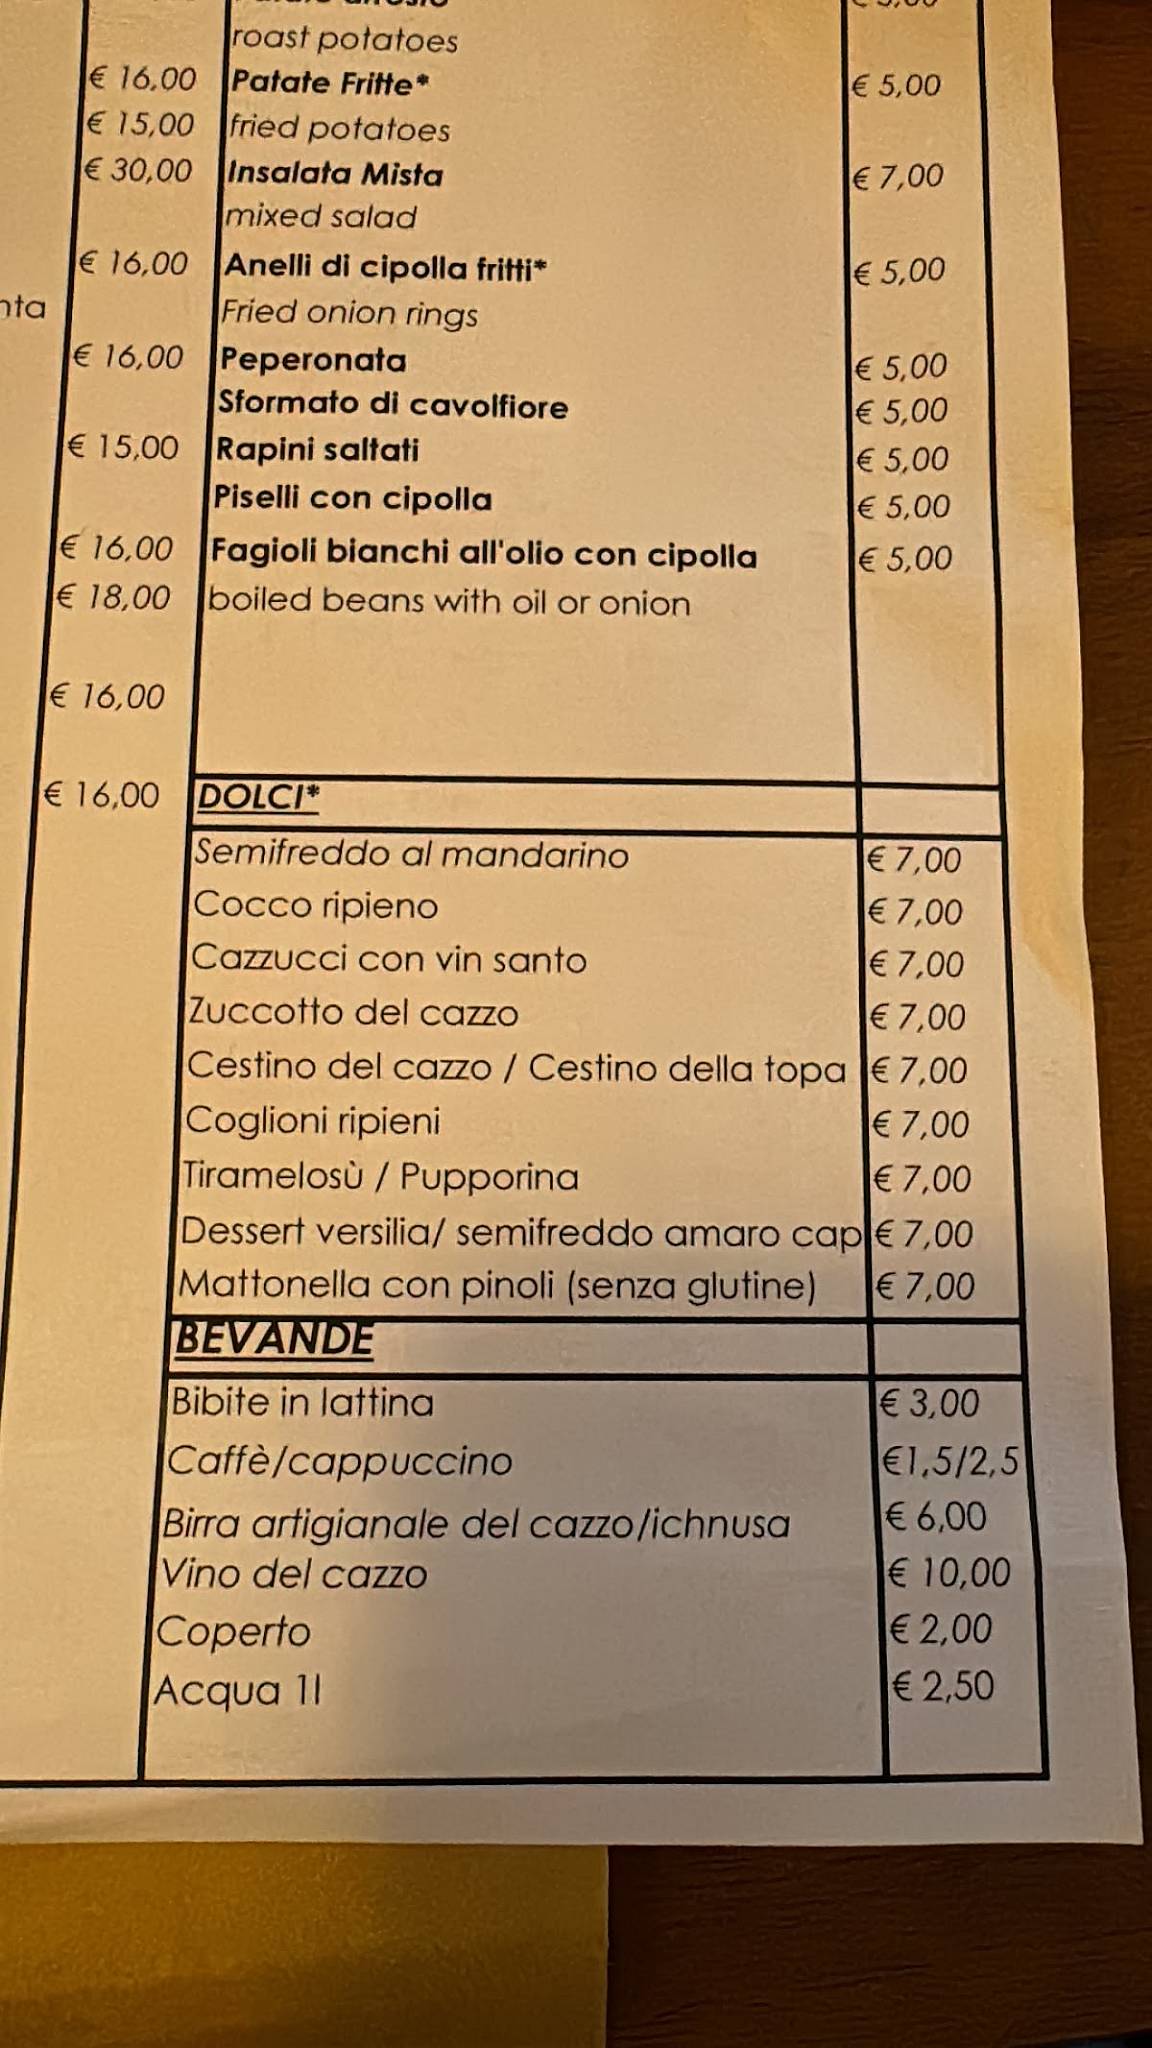 roast potatoes
€ 16,00 Patate Fritte* € 5,00
€ 15,00 fried potatoes
€ 30,00 Insalata Mista € 7,00
mixed salad
€ 16,00 Anelli di cipolla fritti* € 5,00
Fried onion rings
€ 16,00 Peperonata € 5,00
Sformato di cavolfiore € 5,00
€ 15,00 Rapini saltati € 5,00
Piselli con cipolla € 5,00
€ 16,00 Fagioli bianchi all'olio con cipolla € 5,00
€ 18,00 boiled beans with oil or onion
€ 16,00
€ 16,00 DOLCI*
Semifreddo al mandarino € 7,00
Cocco ripieno € 7,00
Cazzucci con vin santo € 7,00
Zuccotto del cazzo € 7,00
Cestino del cazzo / Cestino della topa € 7,00
Coglioni ripieni € 7,00
Tiramelosù / Pupporina € 7,00
Dessert versilia/ semifreddo amaro cap € 7,00
Mattonella con pinoli (senza glutine) € 7,00
BEVANDE
Bibite in lattina € 3,00
Caffè/cappuccino €1,5/2,5
Birra artigianale del cazzo/ichnusa € 6,00
Vino del cazzo € 10,00
Coperto € 2,00
Acqua 1l € 2,50